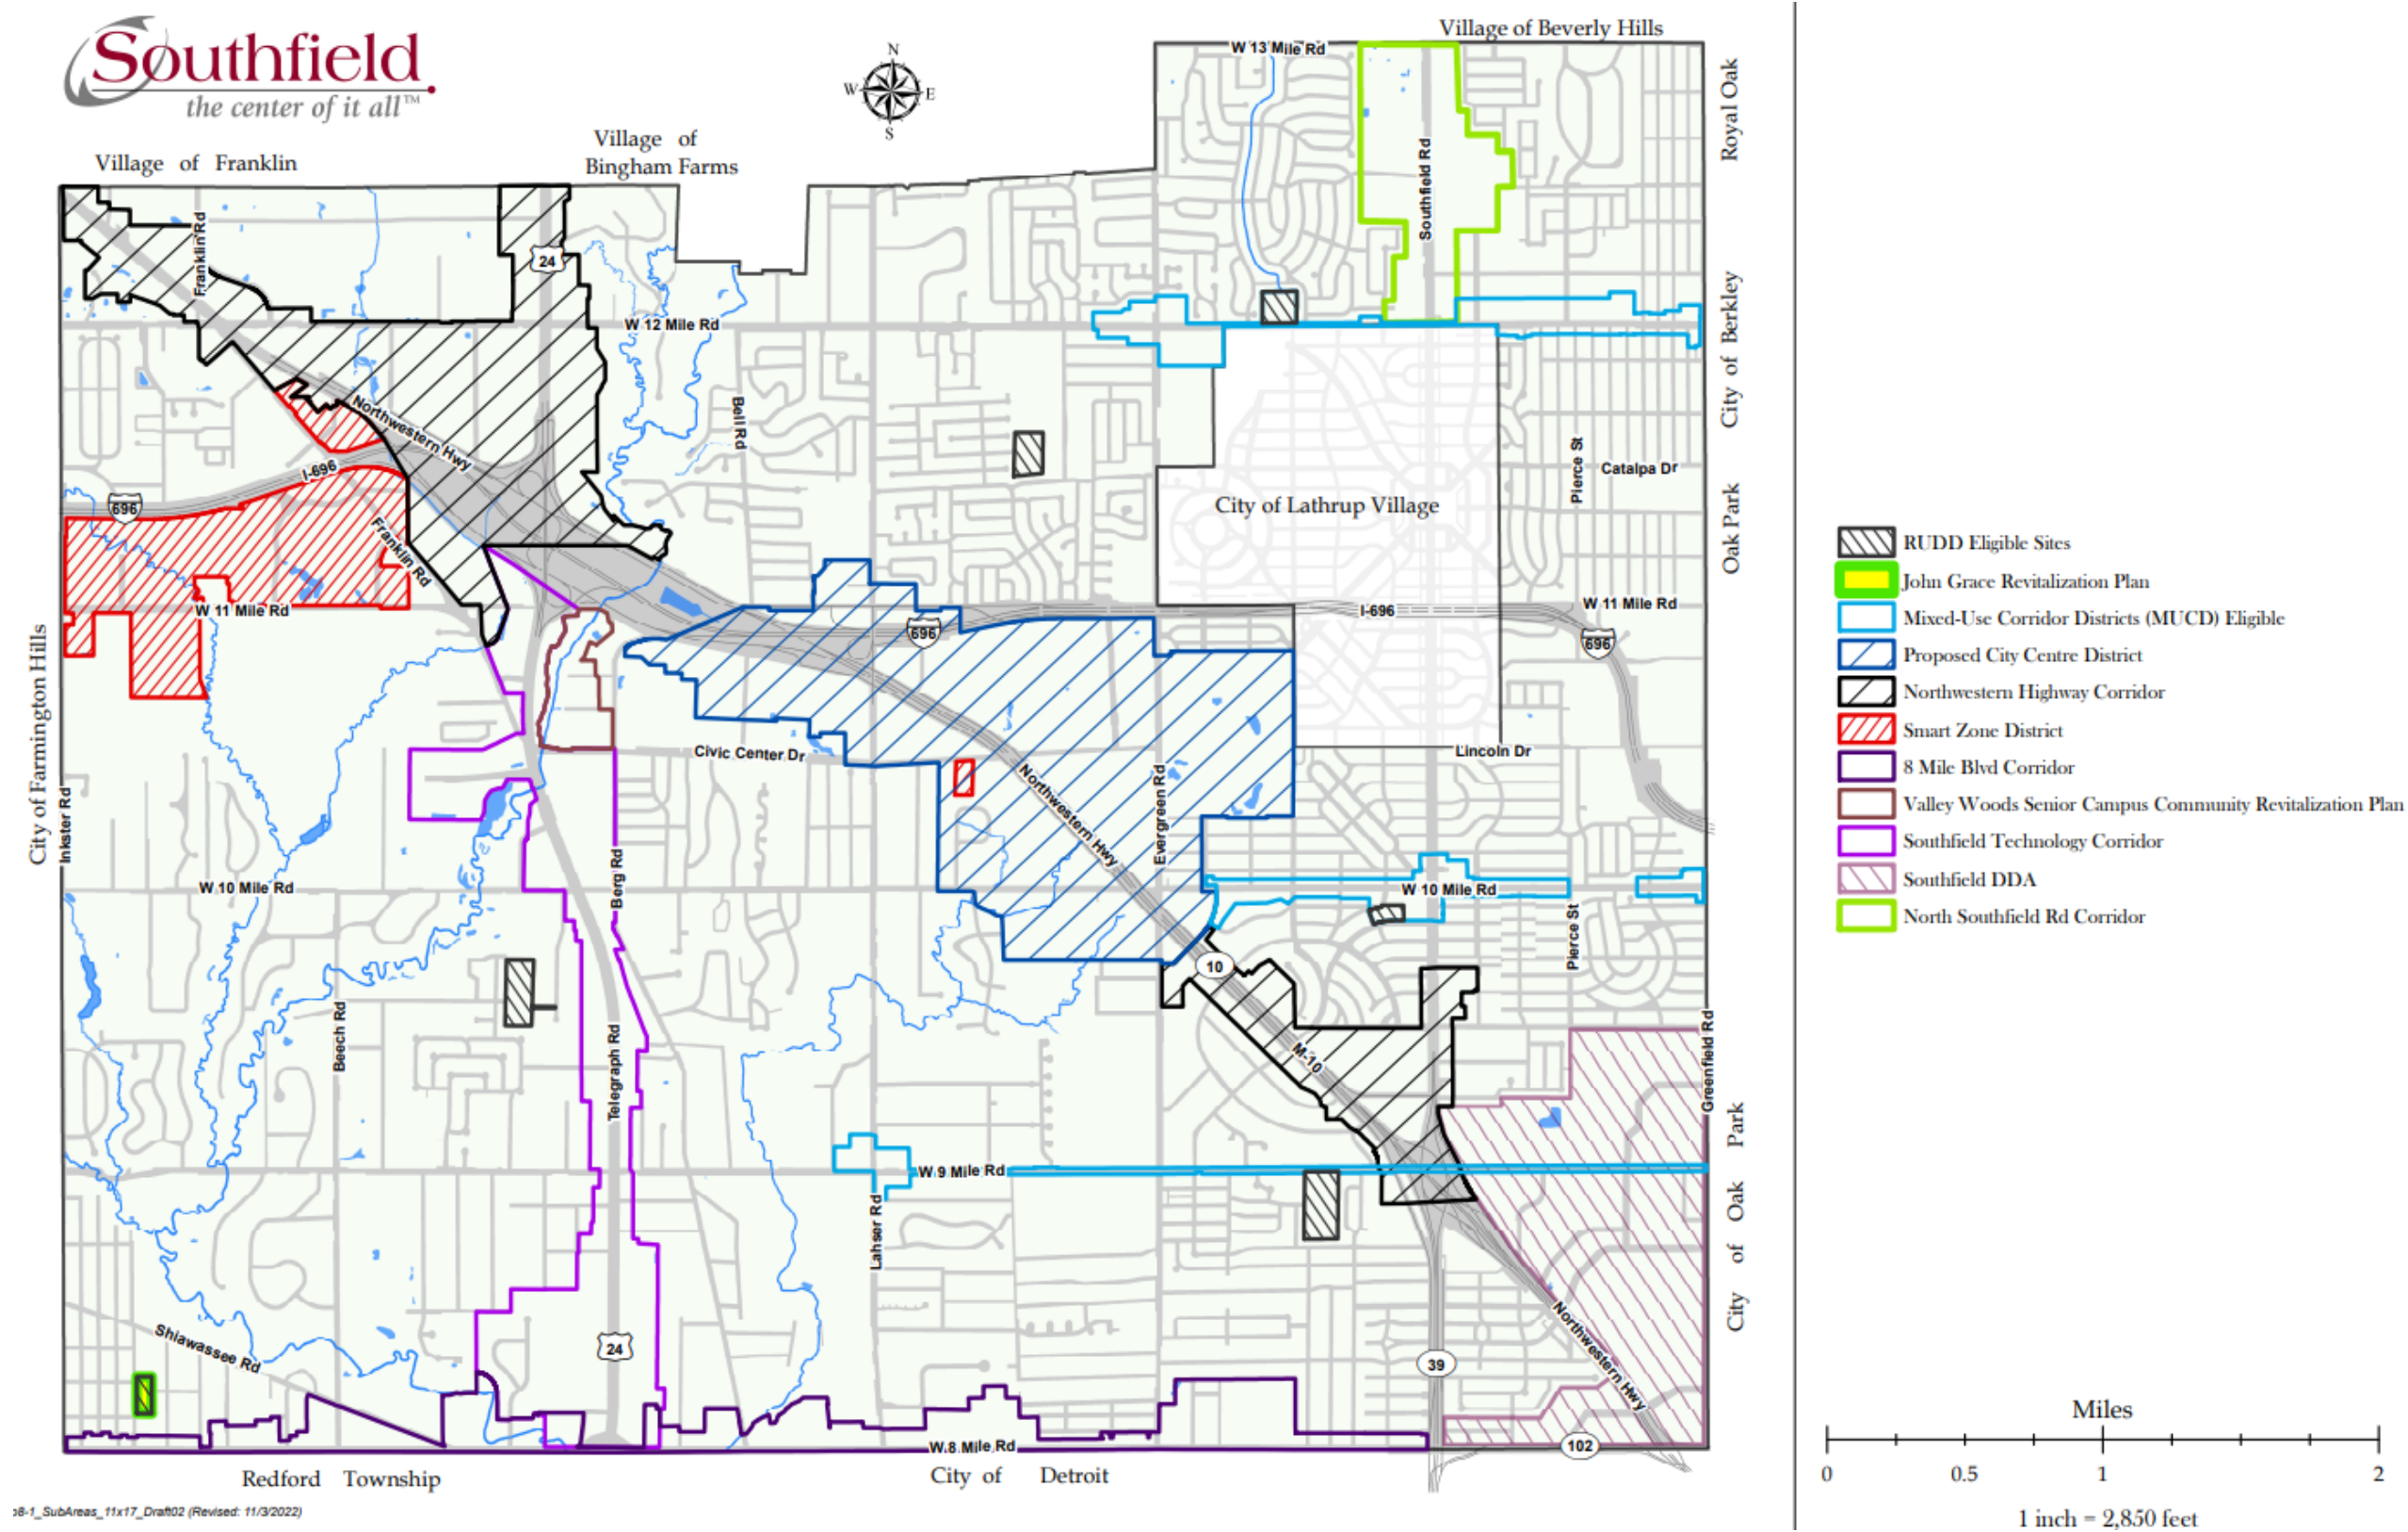 Southfield
the center of it all™
N
W E
S
Village of Beverly Hills
W 13 Mile Rd
Royal Oak
Village of Franklin
Village of
Bingham Farms
Franklin Rd
24
Southfield Rd
W 12 Mile Rd
City of Berkley
Bell Rd
Northwestern Hwy
I-696
696
Franklin Rd
City of Lathrup Village
Pierce St
Catalpa Dr
Oak Park
W 11 Mile Rd
696
I-696
W 11 Mile Rd
696
City of Farmington Hills
Inkster Rd
Civic Center Dr
Northwestern Hwy
Evergreen Rd
Lincoln Dr
W 10 Mile Rd
Berg Rd
W 10 Mile Rd
Pierce St
10
Beech Rd
Telegraph Rd
M-10
Greenfield Rd
City of Oak Park
W 9 Mile Rd
Lahser Rd
Shiawassee Rd
24
39
Northwestern Hwy
W 8 Mile Rd
102
Redford Township
City of Detroit
p8-1_SubAreas_11x17_Draft02 (Revised: 11/3/2022)
RUDD Eligible Sites
John Grace Revitalization Plan
Mixed-Use Corridor Districts (MUCD) Eligible
Proposed City Centre District
Northwestern Highway Corridor
Smart Zone District
8 Mile Blvd Corridor
Valley Woods Senior Campus Community Revitalization Plan
Southfield Technology Corridor
Southfield DDA
North Southfield Rd Corridor
Miles
0 0.5 1 2
1 inch = 2,850 feet